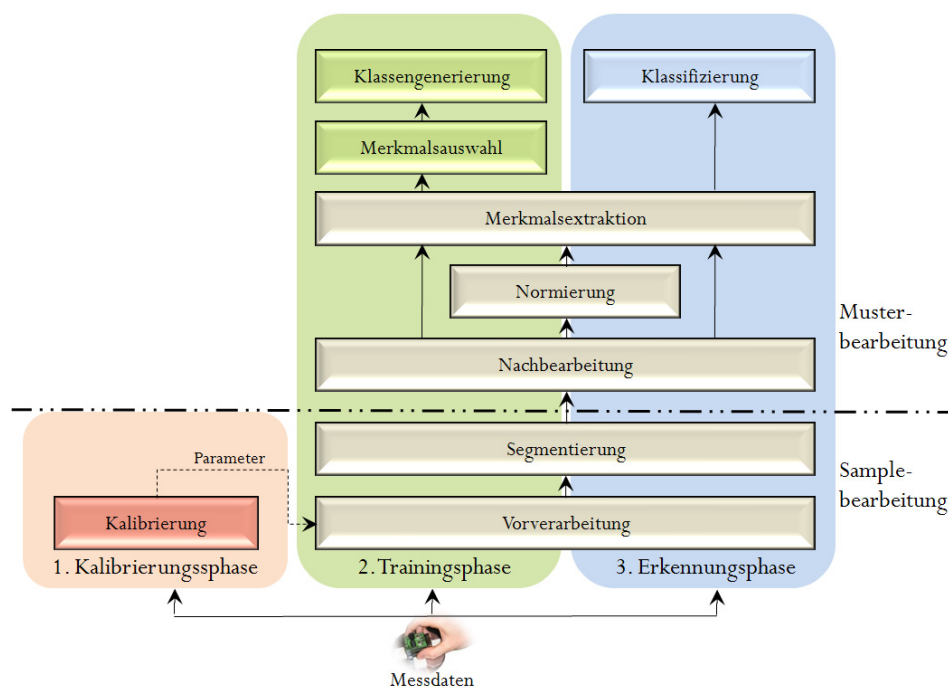 Klassengenerierung
Klassifizierung
Merkmalsauswahl
Merkmalsextraktion
Normierung
Muster-
bearbeitung
Nachbearbeitung
Segmentierung
Parameter
Sample-
bearbeitung
Kalibrierung
Vorverarbeitung
1. Kalibrierungssphase
2. Trainingsphase
3. Erkennungsphase
Messdaten